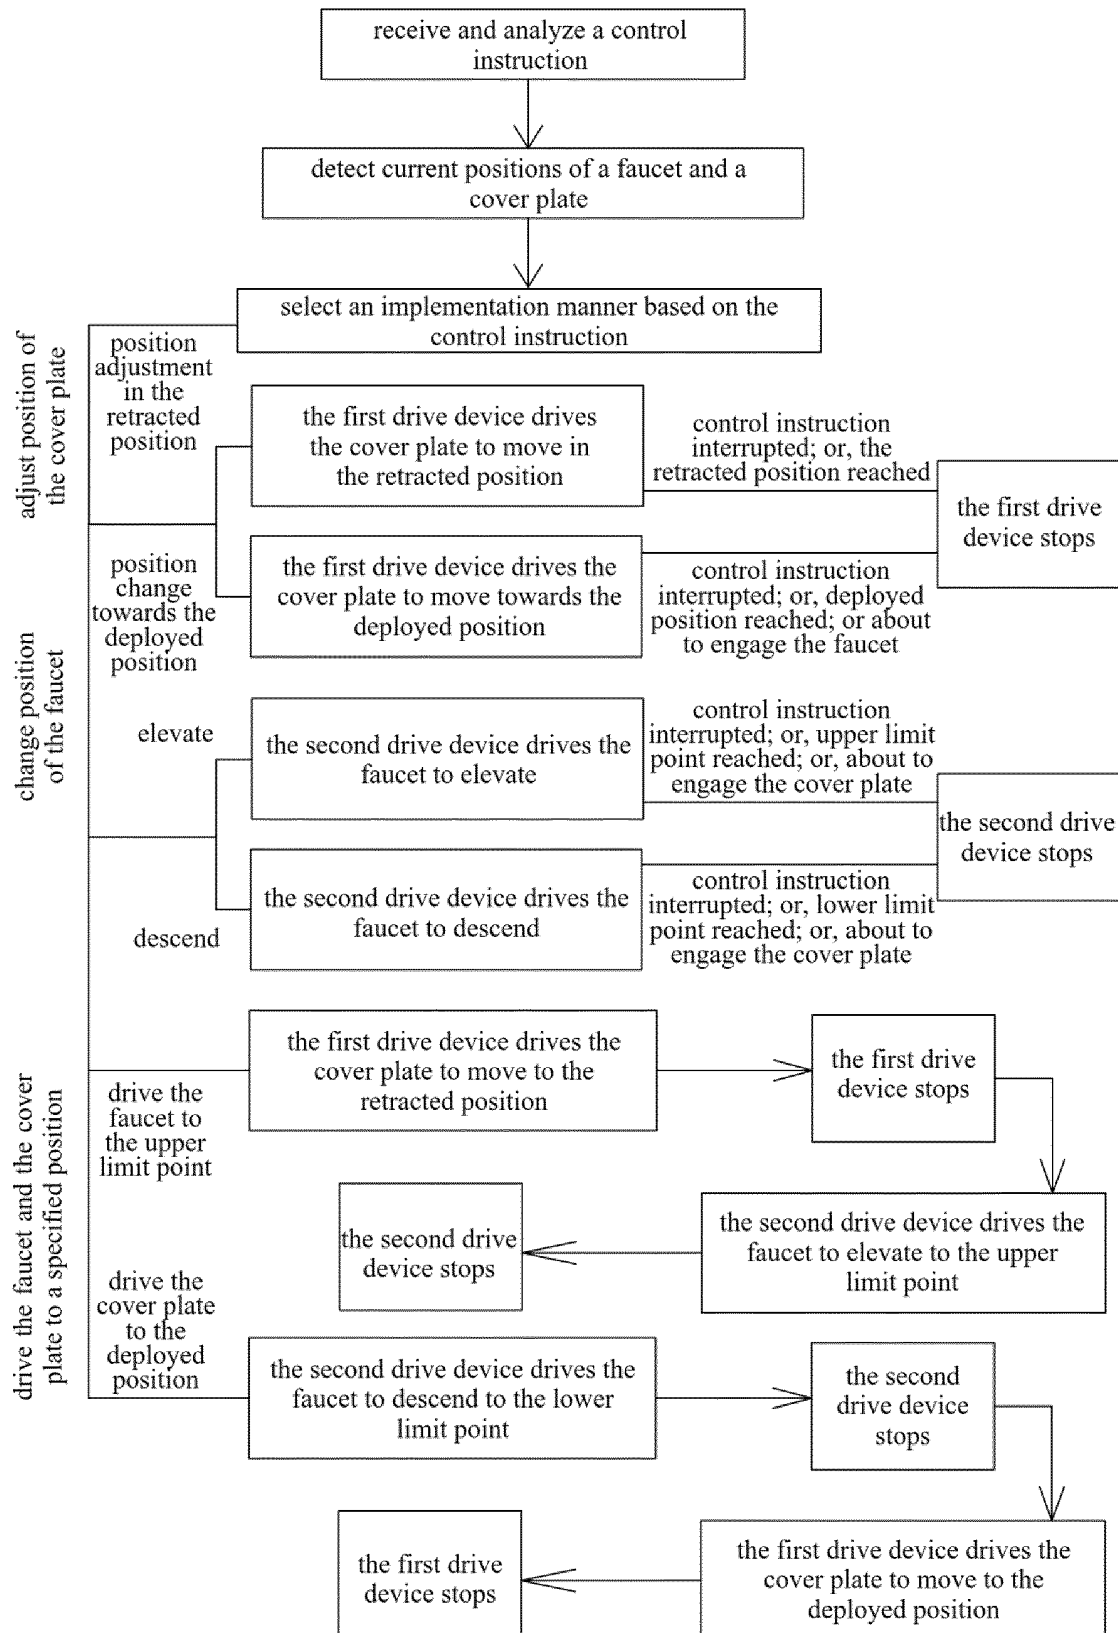 receive and analyze a control
instruction
detect current positions of a faucet and a
cover plate
select an implementation manner based on the
control instruction
adjust position of
the cover plate
position
adjustment
in the
retracted
position
the first drive device drives
the cover plate to move in
the retracted position
control instruction
interrupted; or, the
retracted position reached
the first drive
device stops
position
change
towards the
deployed
position
the first drive device drives the
cover plate to move towards the
deployed position
control instruction
interrupted; or, deployed
position reached; or about
to engage the faucet
change position
of the faucet
elevate
the second drive device drives the
faucet to elevate
control instruction
interrupted; or, upper limit
point reached; or, about to
engage the cover plate
the second drive
device stops
descend
the second drive device drives the
faucet to descend
control instruction
interrupted; or, lower limit
point reached; or, about to
engage the cover plate
drive the faucet and the cover
plate to a specified position
drive the
faucet to
the upper
limit point
the first drive device drives the
cover plate to move to the
retracted position
the first drive
device stops
the second drive device drives the
faucet to elevate to the upper
limit point
the second drive
device stops
drive the
cover plate
to the
deployed
position
the second drive device drives the
faucet to descend to the lower
limit point
the second
drive device
stops
the first drive device drives the
cover plate to move to the
deployed position
the first drive
device stops